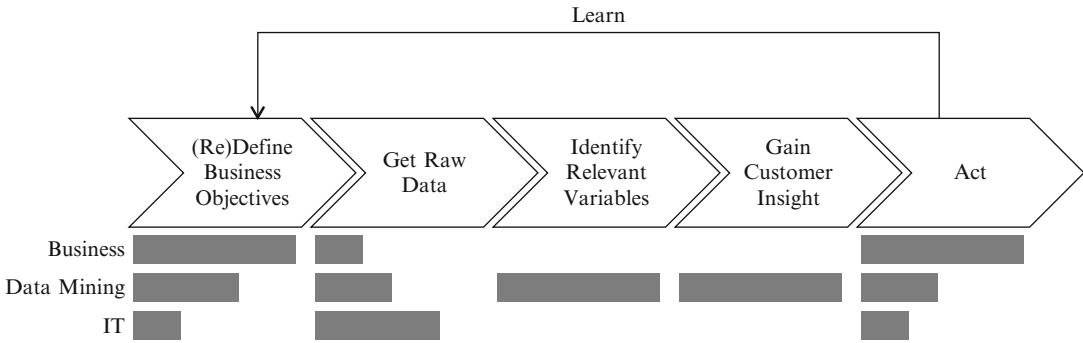 Learn
(Re)Define
Business
Objectives
Get Raw
Data
Identify
Relevant
Variables
Gain
Customer
Insight
Act
Business
Data Mining
IT